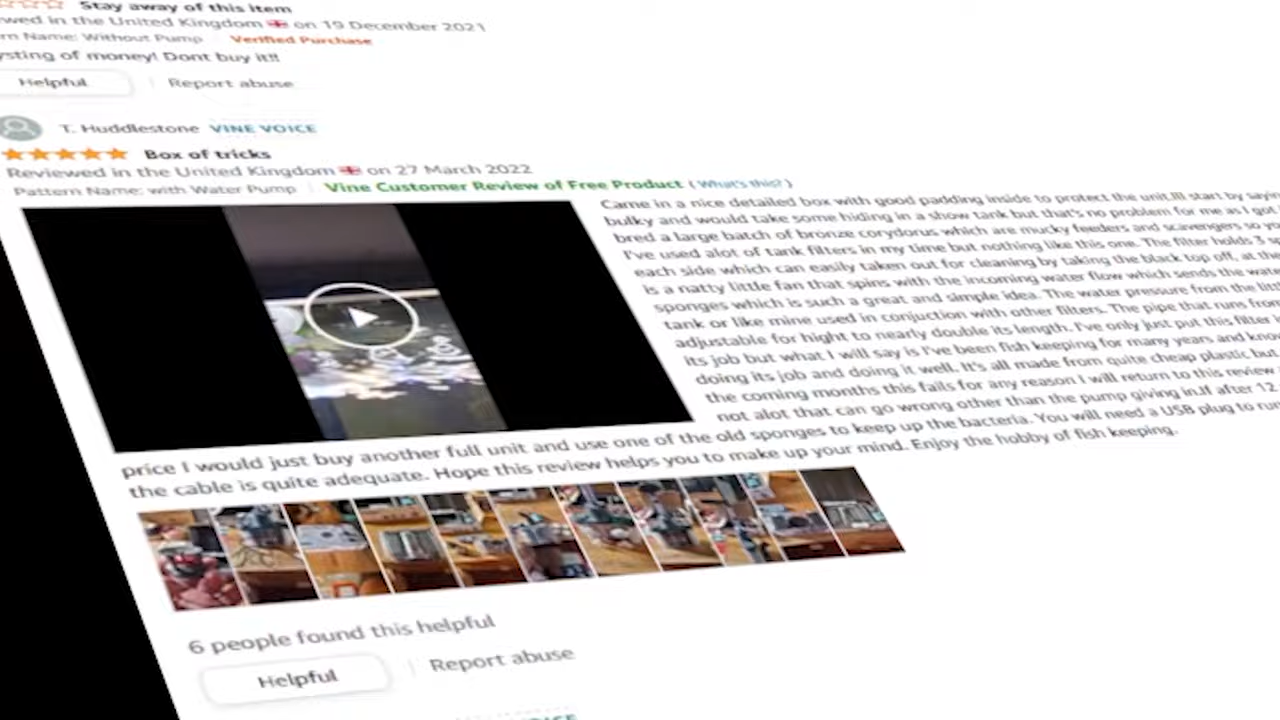 Stay away of this item
wed in the United Kingdom on 19 December 2021
rn Name: Without Pump Verified Purchase
ysting of money! Dont buy it!!
Helpful Report abuse
T. Huddlestone VINE VOICE
Box of tricks
Reviewed in the United Kingdom on 27 March 2022
Pattern Name: with Water Pump Vine Customer Review of Free Product ( What's this? )
Came in a nice detailed box with good padding inside to protect the unit.Ill start by sayin
bulky and would take some hiding in a show tank but that's no problem for me as I got
bred a large batch of bronze corydorus which are mucky feeders and scavengers so yo
I've used alot of tank filters in my time but nothing like this one. The filter holds 3 s
each side which can easily taken out for cleaning by taking the black top off, at the
is a natty little fan that spins with the incoming water flow which sends the wate
sponges which is such a great and simple idea. The water pressure from the litt
tank or like mine used in conjuction with other filters. The pipe that runs from
adjustable for hight to nearly double its length. I've only just put this filter i
its job but what I will say is I've been fish keeping for many years and know
doing its job and doing it well. It's all made from quite cheap plastic but
the coming months this fails for any reason I will return to this review
not alot that can go wrong other than the pump giving in.If after 12
price I would just buy another full unit and use one of the old sponges to keep up the bacteria. You will need a USB plug to run
the cable is quite adequate. Hope this review helps you to make up your mind. Enjoy the hobby of fish keeping.
6 people found this helpful
Helpful Report abuse